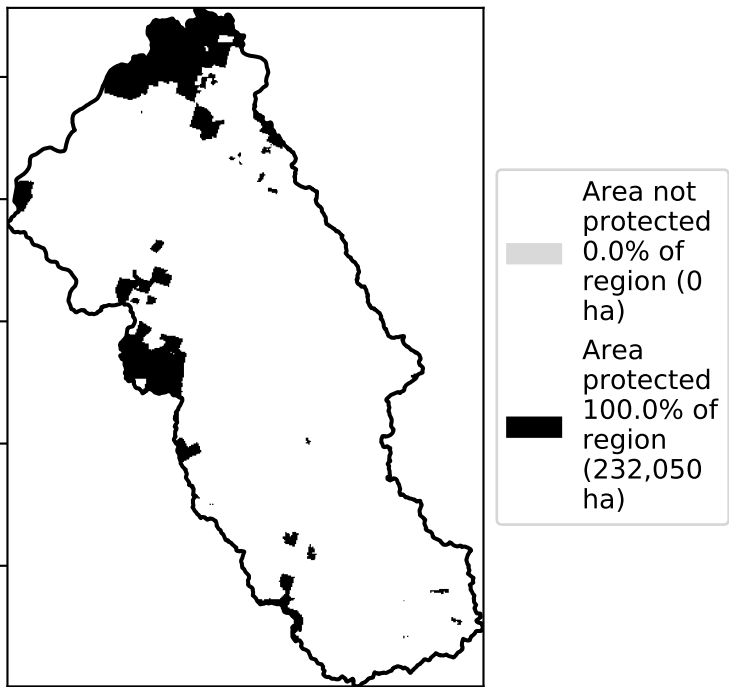 Area not
protected
0.0% of
region (0
ha)
Area
protected
100.0% of
region
(232,050
ha)